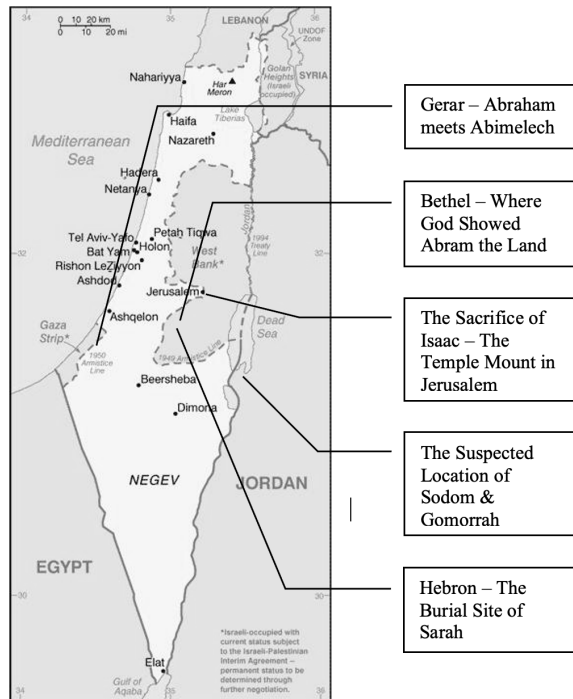 34
35
36
0 10 20 km
0 10 20 mi
LEBANON
UNDOF
Zone
Nahariyya
Har
Meron
Golan
Heights (Israeli
occupied)
SYRIA
Haifa
Lake
Tiberias
Nazareth
Mediterranean
Sea
Hadera
Netanya
Jordan
1994
Treaty
Line
Tel Aviv-Yafo
Petah Tiqwa
32
32
Bat Yam
Holon
West
Bank*
Rishon LeZiyyon
Ashdod
Jerusalem
Ashqelon
Gaza
Strip*
Dead
Sea
1950
Armistice
Line
1949 Armistice Line
Beersheba
Dimona
NEGEV
JORDAN
EGYPT
30
30
*Israeli-occupied with
current status subject
to the Israeli-Palestinian
Interim Agreement –
permanent status to be
determined through
further negotiation.
Elat
Gulf of
Aqaba
34
35
36
Gerar – Abraham
meets Abimelech
Bethel – Where
God Showed
Abram the Land
The Sacrifice of
Isaac – The
Temple Mount in
Jerusalem
The Suspected
Location of
Sodom &
Gomorrah
Hebron – The
Burial Site of
Sarah